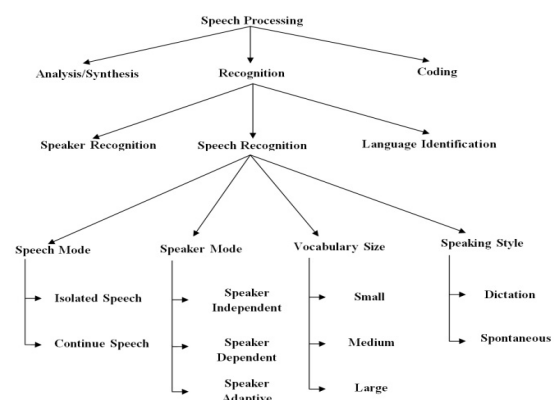 Speech Processing
Analysis/Synthesis
Recognition
Coding
Speaker Recognition
Speech Recognition
Language Identification
Speech Mode
Speaker Mode
Vocabulary Size
Speaking Style
Isolated Speech
Speaker
Independent
Small
Dictation
Continue Speech
Speaker
Dependent
Medium
Spontaneous
Speaker
Adaptive
Large